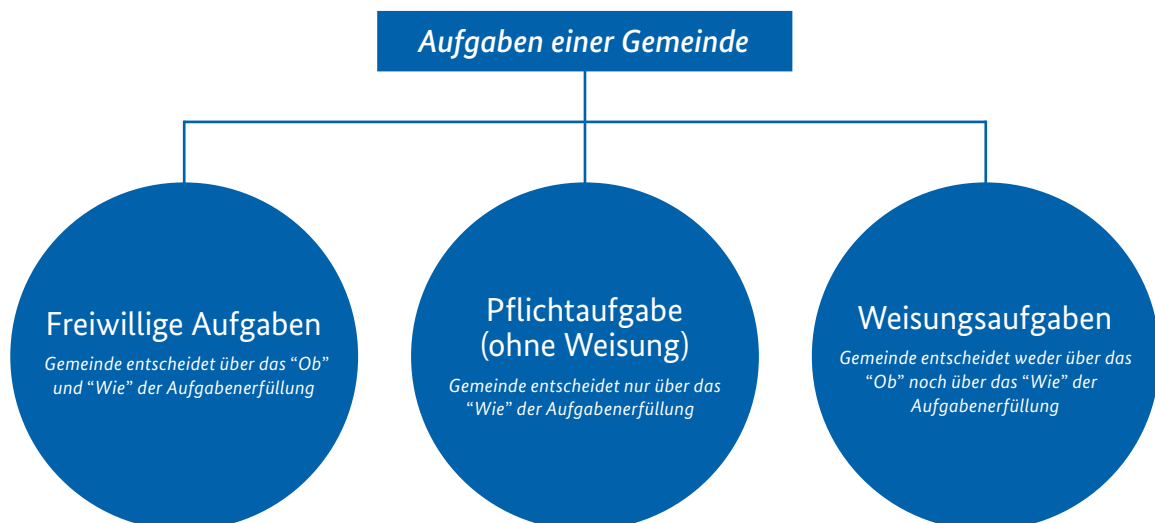 Aufgaben einer Gemeinde
Freiwillige Aufgaben
Gemeinde entscheidet über das “Ob”
und “Wie” der Aufgabenerfüllung
Pflichtaufgabe
(ohne Weisung)
Gemeinde entscheidet nur über das
“Wie” der Aufgabenerfüllung
Weisungsaufgaben
Gemeinde entscheidet weder über das
“Ob” noch über das “Wie” der
Aufgabenerfüllung